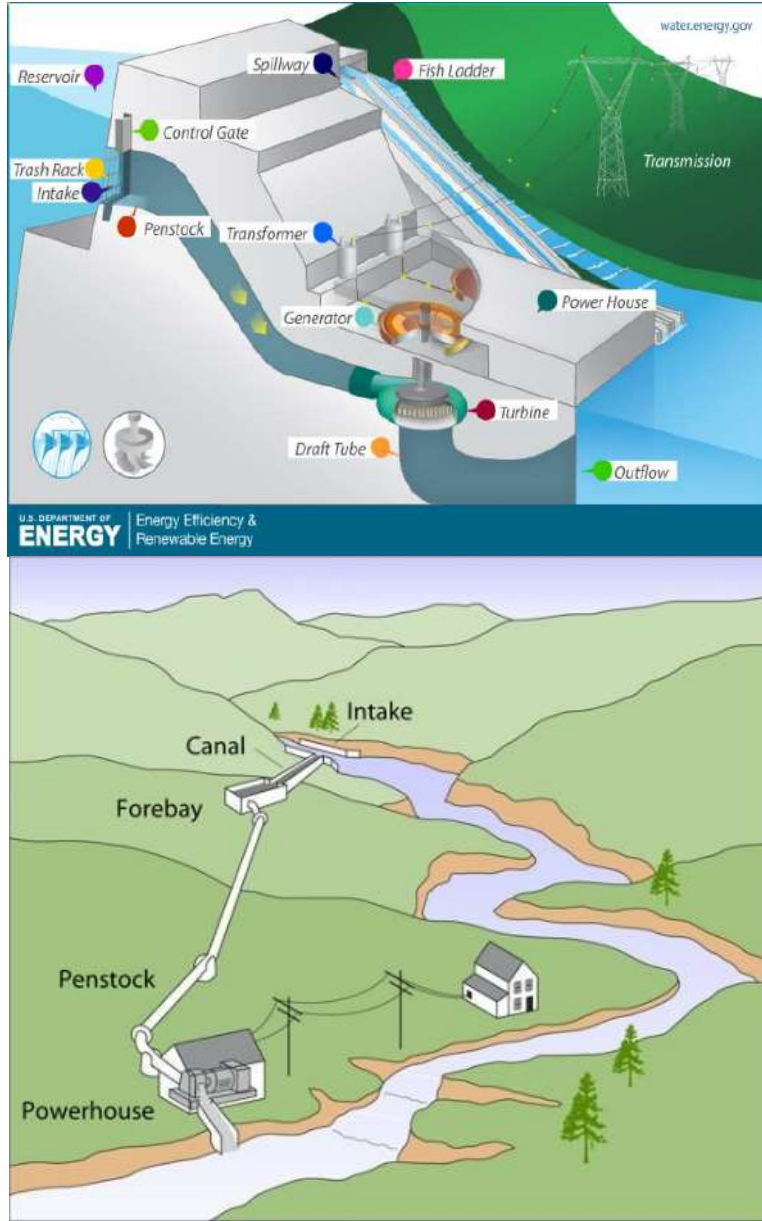 water.energy.gov
Reservoir
Spillway
Fish Ladder
Control Gate
Trash Rack
Intake
Transmission
Penstock
Transformer
Generator
Power House
Turbine
Draft Tube
Outflow
U.S. DEPARTMENT OF
ENERGY
Energy Efficiency &
Renewable Energy
Intake
Canal
Forebay
Penstock
Powerhouse